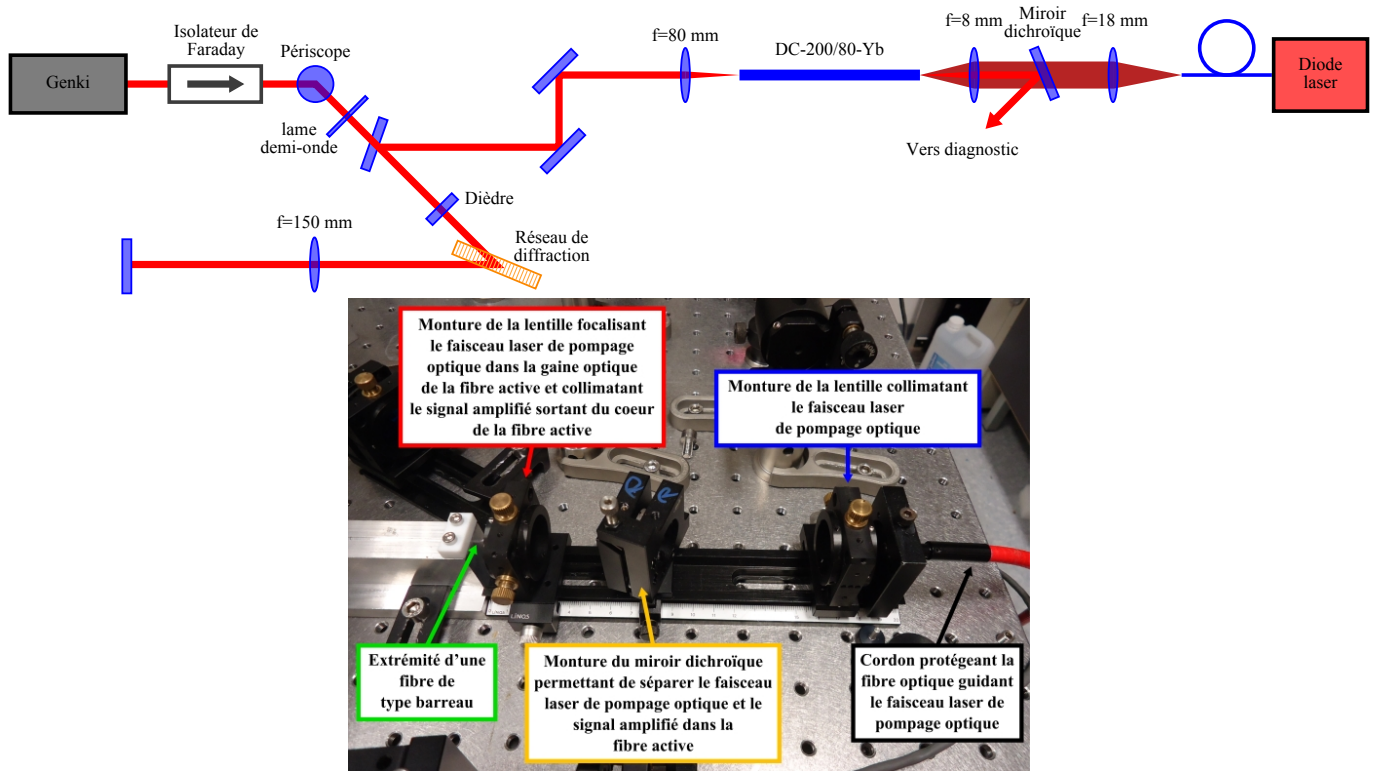 Isolateur de
Faraday
Périscope
Genki
lame
demi-onde
f=80 mm
DC-200/80-Yb
f=8 mm
Miroir
dichroïque
f=18 mm
Diode
laser
Vers diagnostic
Dièdre
f=150 mm
Réseau de
diffraction
Monture de la lentille focalisant
le faisceau laser de pompage
optique dans la gaine optique
de la fibre active et collimatant
le signal amplifié sortant du coeur
de la fibre active
Monture de la lentille collimatant
le faisceau laser
de pompage optique
Extrémité d'une
fibre de
type barreau
Monture du miroir dichroïque
permettant de séparer le faisceau
laser de pompage optique et le
signal amplifié dans la
fibre active
Cordon protégeant la
fibre optique guidant
le faisceau laser de
pompage optique